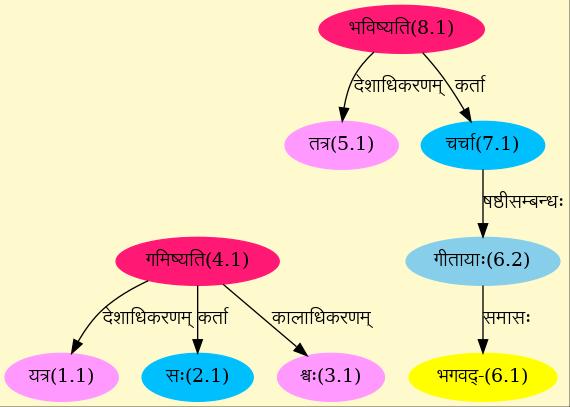 भविष्यति(8.1)
देशाधिकरणम् कर्ता
तत्र(5.1) चर्चा(7.1)
षष्ठीसम्बन्धः
गमिष्यति(4.1) गीतायाः(6.2)
देशाधिकरणम् कर्ता कालाधिकरणम् समासः
यत्र(1.1) सः(2.1) श्वः(3.1) भगवद्-(6.1)